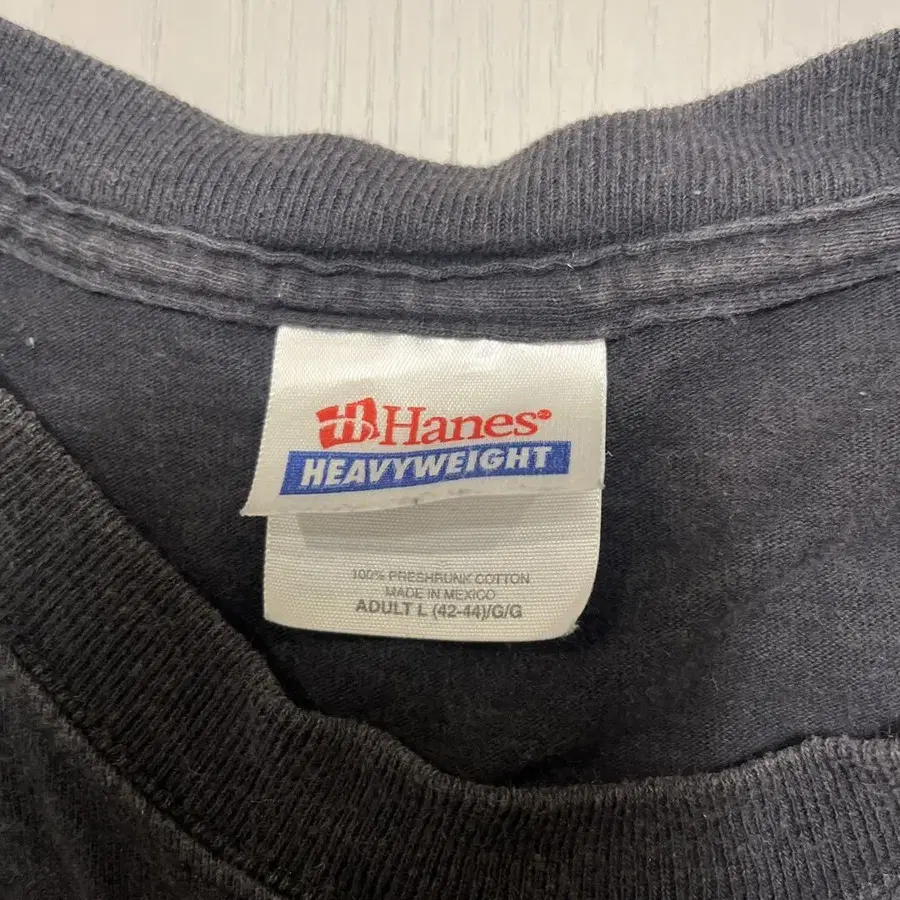 Hanes
HEAVYWEIGHT
100% PRESHRUNK COTTON
MADE IN MEXICO
ADULT L (42-44)/G/G